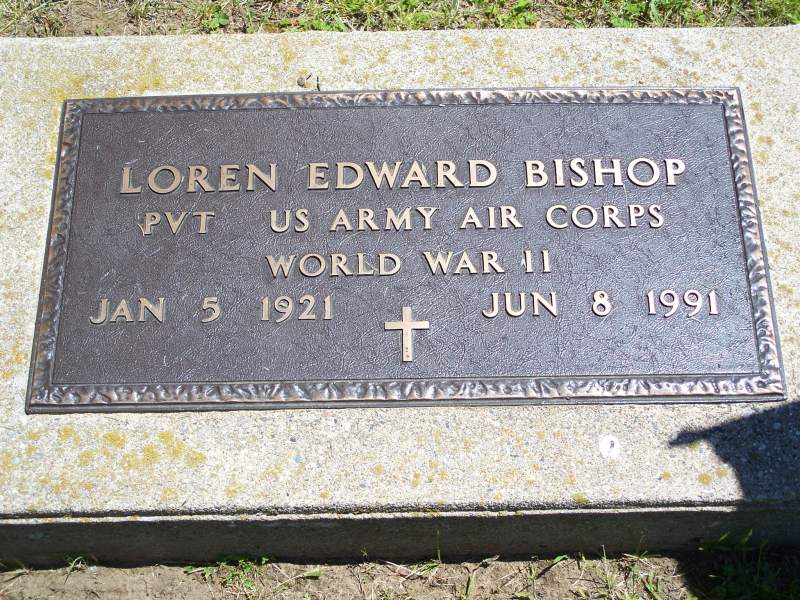 LOREN EDWARD BISHOP
PVT US ARMY AIR CORPS
WORLD WAR II
JAN 5 1921 JUN 8 1991